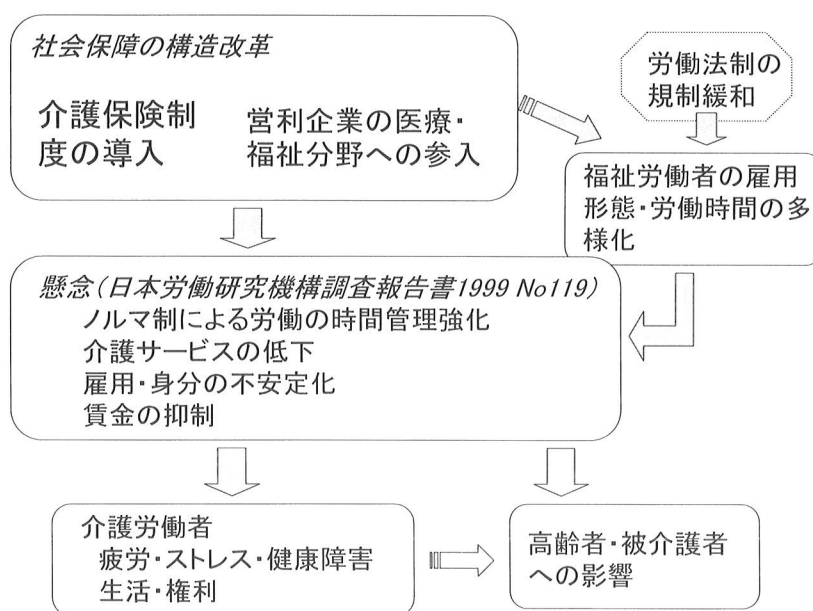 社会保障の構造改革
介護保険制
度の導入
営利企業の医療・
福祉分野への参入
労働法制の
規制緩和
福祉労働者の雇用
形態・労働時間の多
様化
懸念（日本労働研究機構調査報告書1999 No119）
ノルマ制による労働の時間管理強化
介護サービスの低下
雇用・身分の不安定化
賃金の抑制
介護労働者
疲労・ストレス・健康障害
生活・権利
高齢者・被介護者
への影響